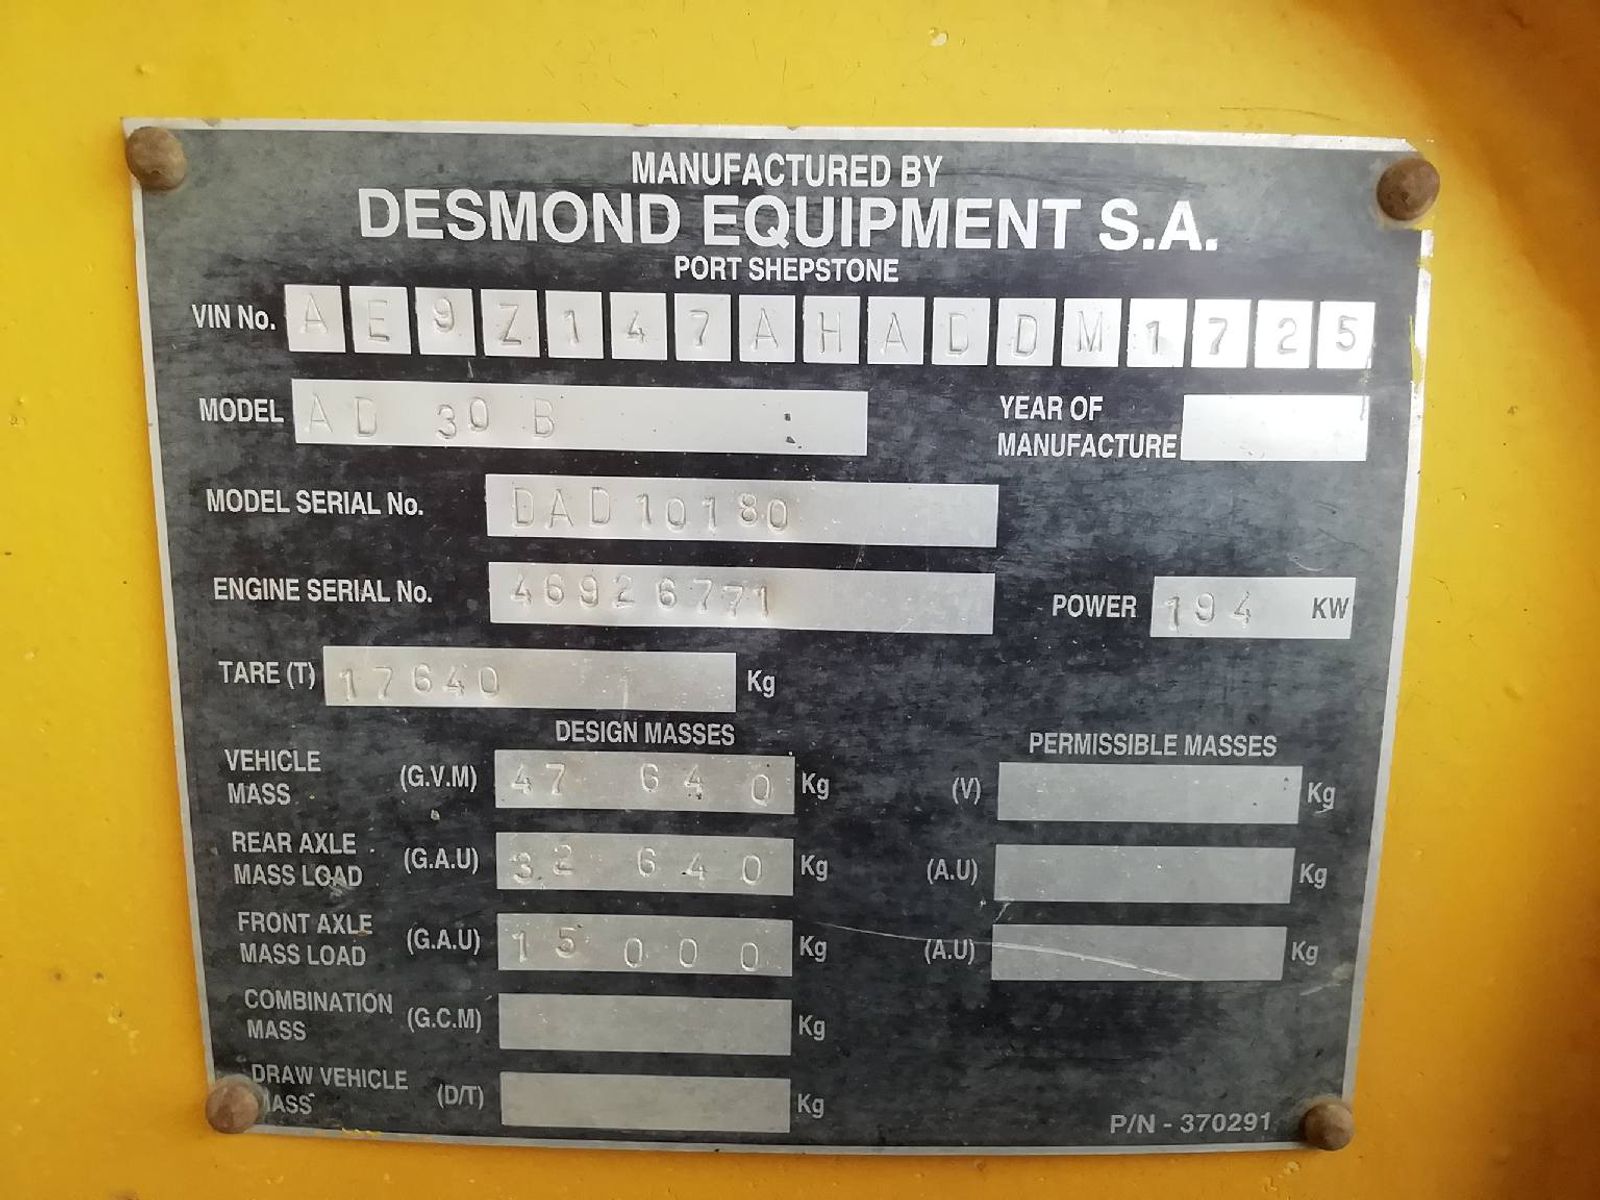 MANUFACTURED BY
DESMOND EQUIPMENT S.A.
PORT SHEPSTONE
VIN No. AE9Z147AHADDM1725
MODEL AD 30 B
YEAR OF
MANUFACTURE
MODEL SERIAL No. DAD10180
ENGINE SERIAL No. 46926771 POWER 194 KW
TARE (T) 17640 Kg
DESIGN MASSES PERMISSIBLE MASSES
VEHICLE
MASS (G.V.M) 47 640 Kg (V) Kg
REAR AXLE
MASS LOAD (G.A.U) 32 640 Kg (A.U) Kg
FRONT AXLE
MASS LOAD (G.A.U) 15 000 Kg (A.U) Kg
COMBINATION
MASS (G.C.M) Kg
DRAW VEHICLE
MASS (D/T) Kg
P/N - 370291